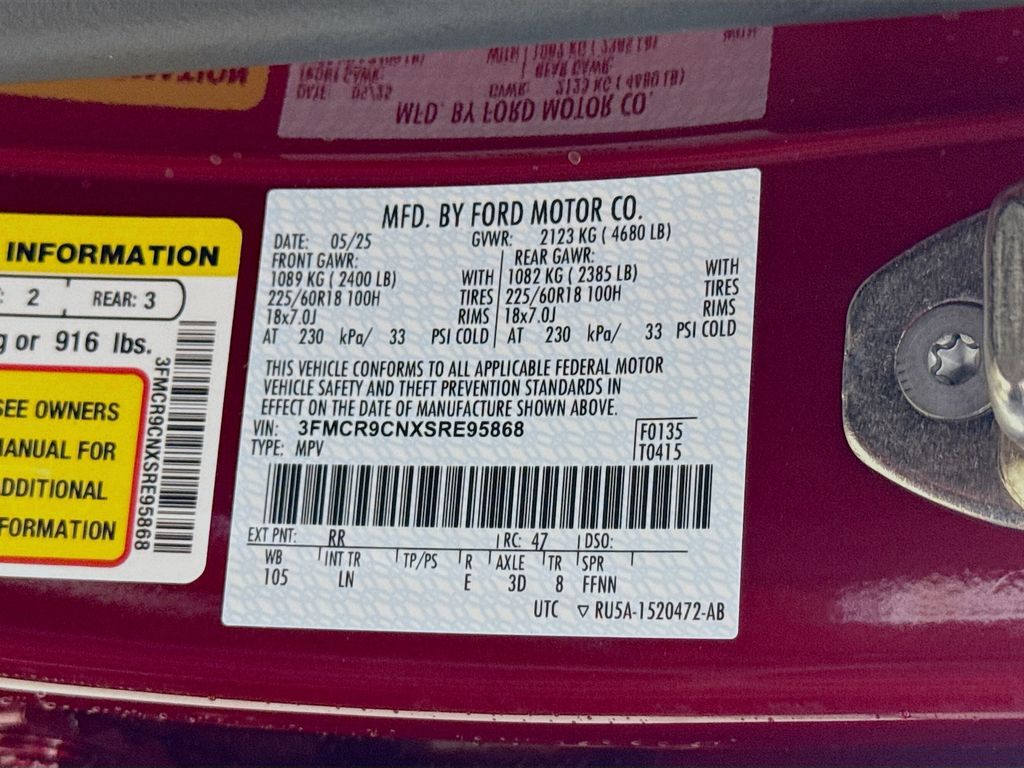 MFD. BY FORD MOTOR CO.
DATE: 05/25 GVWR: 2123 KG ( 4680 LB)
FRONT GAWR: REAR GAWR:
1089 KG ( 2400 LB) WITH 1082 KG ( 2385 LB) WITH
225/60R18 100H TIRES 225/60R18 100H TIRES
18x7.0J RIMS 18x7.0J RIMS
AT 230 kPa/ 33 PSI COLD AT 230 kPa/ 33 PSI COLD
THIS VEHICLE CONFORMS TO ALL APPLICABLE FEDERAL MOTOR
VEHICLE SAFETY AND THEFT PREVENTION STANDARDS IN
EFFECT ON THE DATE OF MANUFACTURE SHOWN ABOVE.
VIN: 3FMCR9CNXSRE95868 F0135
TYPE: MPV T0415
EXT PNT: RR RC: 47 DSO:
WB INT TR TP/PS R AXLE TR SPR
105 LN E 3D 8 FFNN
UTC ▽ RU5A-1520472-AB
INFORMATION
: 2 REAR: 3
g or 916 lbs.
SEE OWNERS
MANUAL FOR
ADDITIONAL
INFORMATION
3FMCR9CNXSRE95868